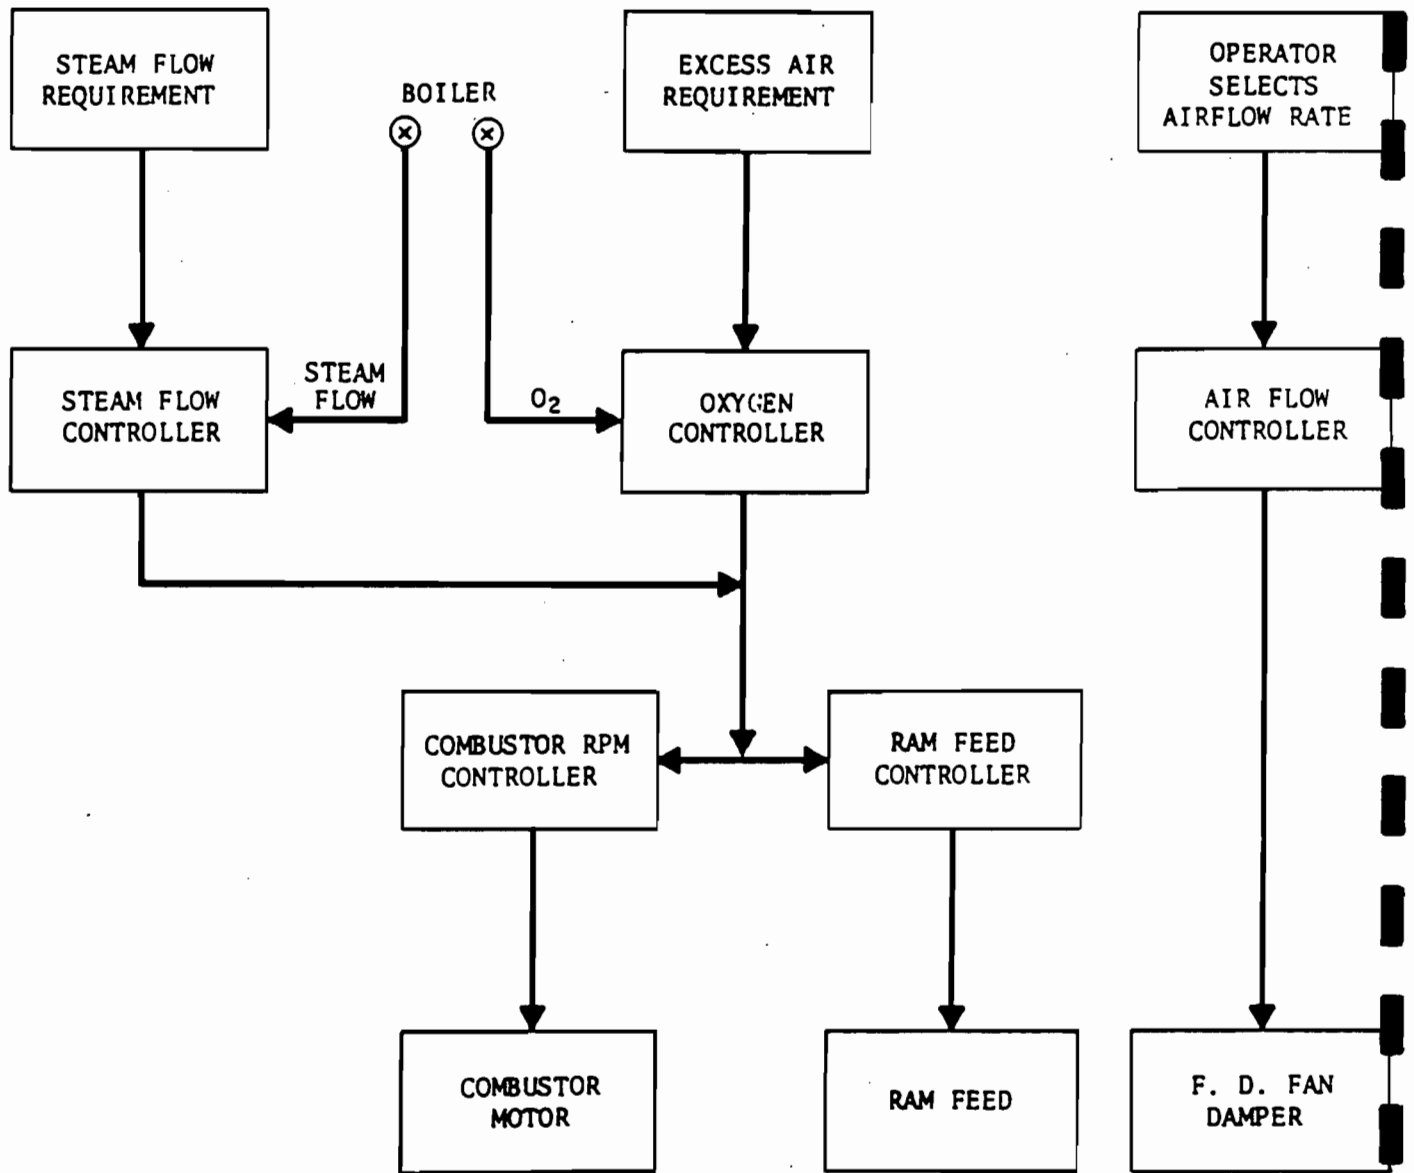 STEAM FLOW
REQUIREMENT
BOILER
EXCESS AIR
REQUIREMENT
OPERATOR
SELECTS
AIRFLOW RATE
STEAM FLOW
CONTROLLER
STEAM
FLOW
O₂
OXYGEN
CONTROLLER
AIR FLOW
CONTROLLER
COMBUSTOR RPM
CONTROLLER
RAM FEED
CONTROLLER
COMBUSTOR
MOTOR
RAM FEED
F. D. FAN
DAMPER